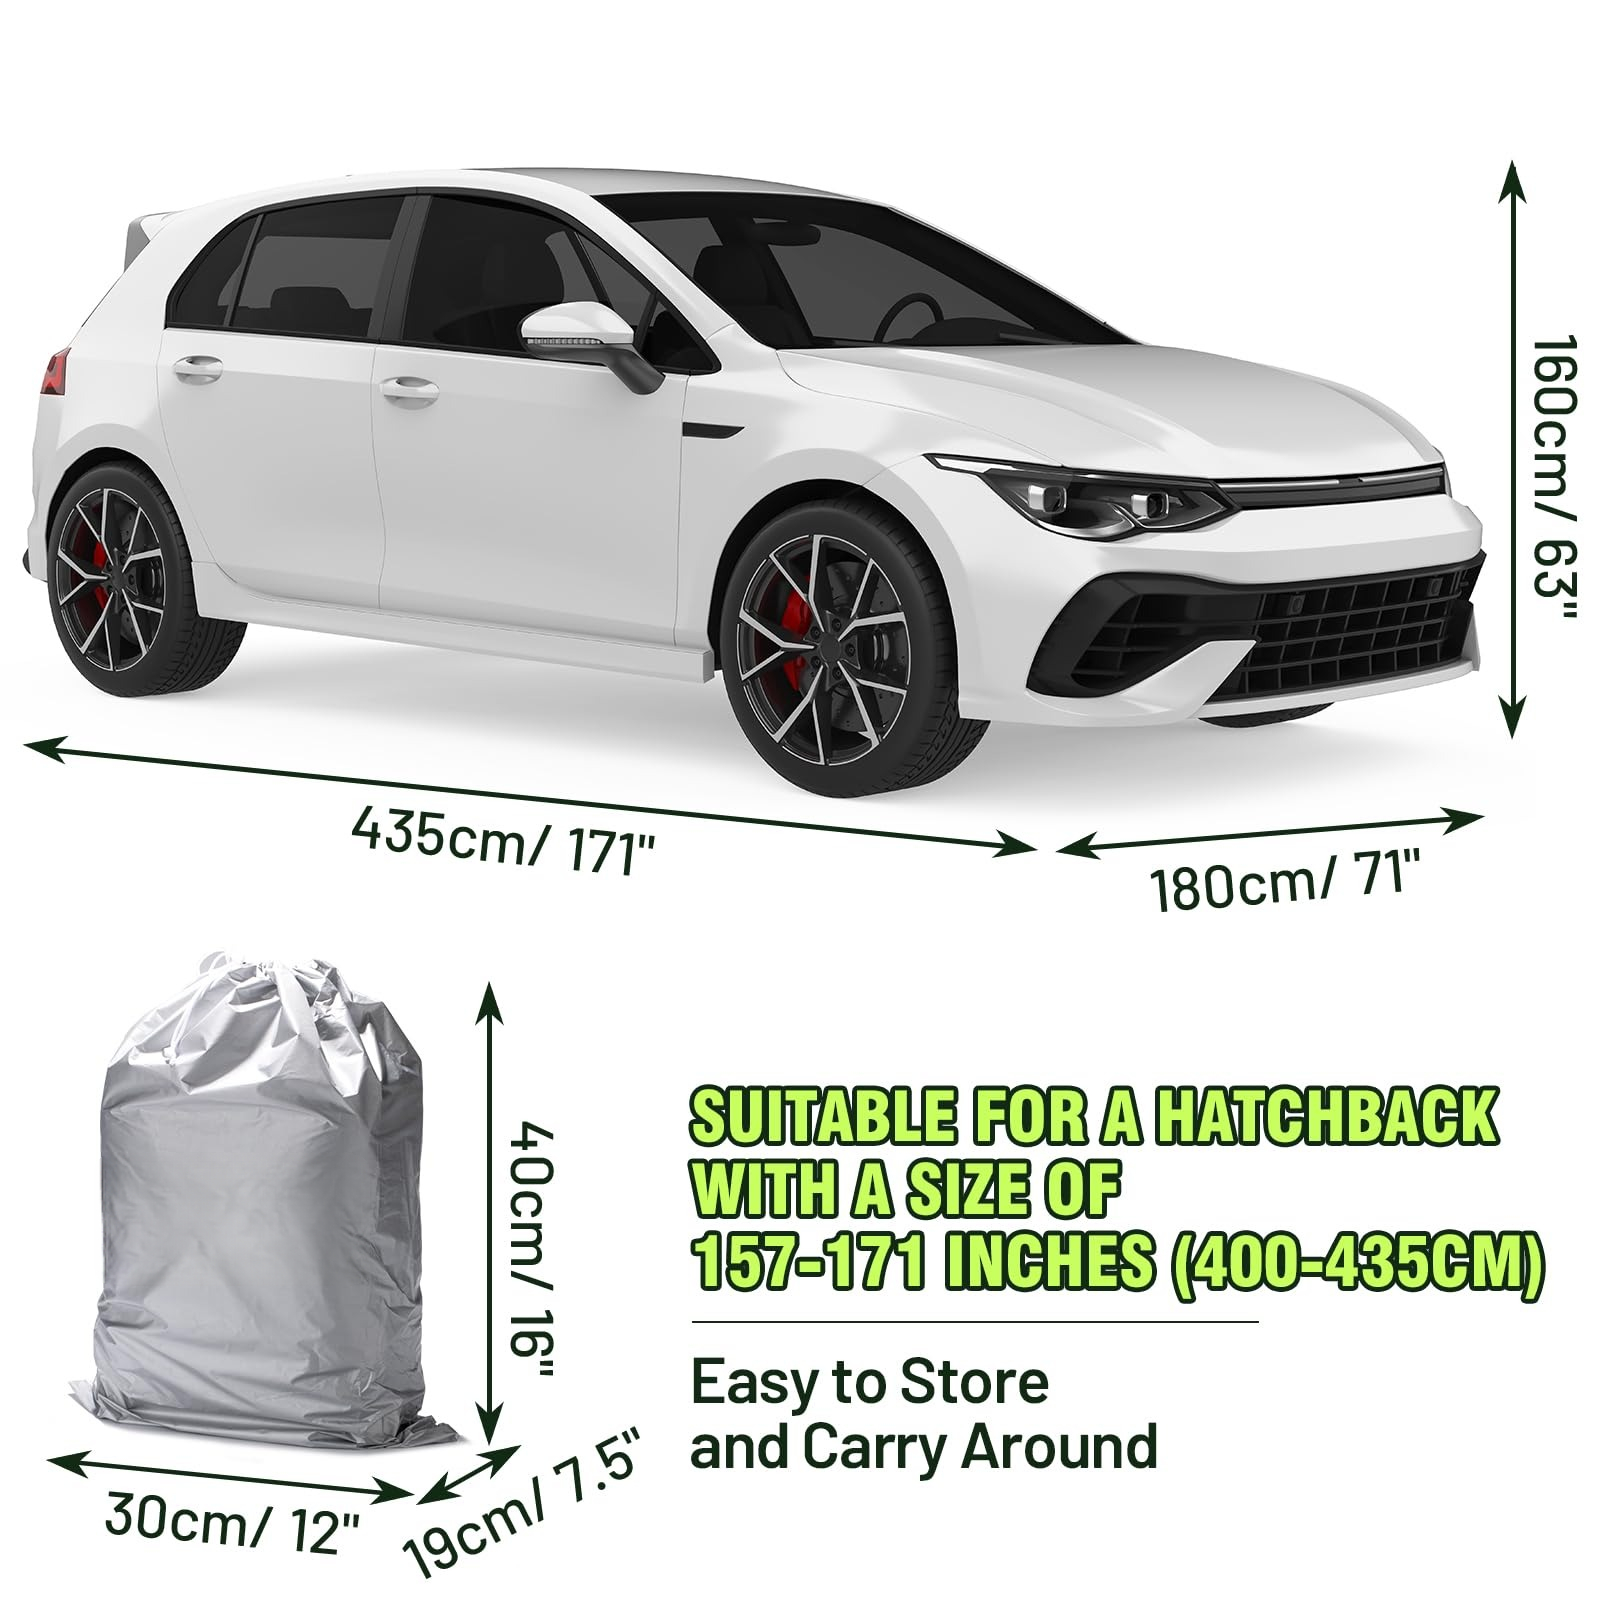 160cm/ 63"
435cm/ 171"
180cm/ 71"
40cm/ 16"
30cm/ 12"
19cm/ 7.5"
SUITABLE FOR A HATCHBACK
WITH A SIZE OF
157-171 INCHES (400-435CM)
Easy to Store
and Carry Around